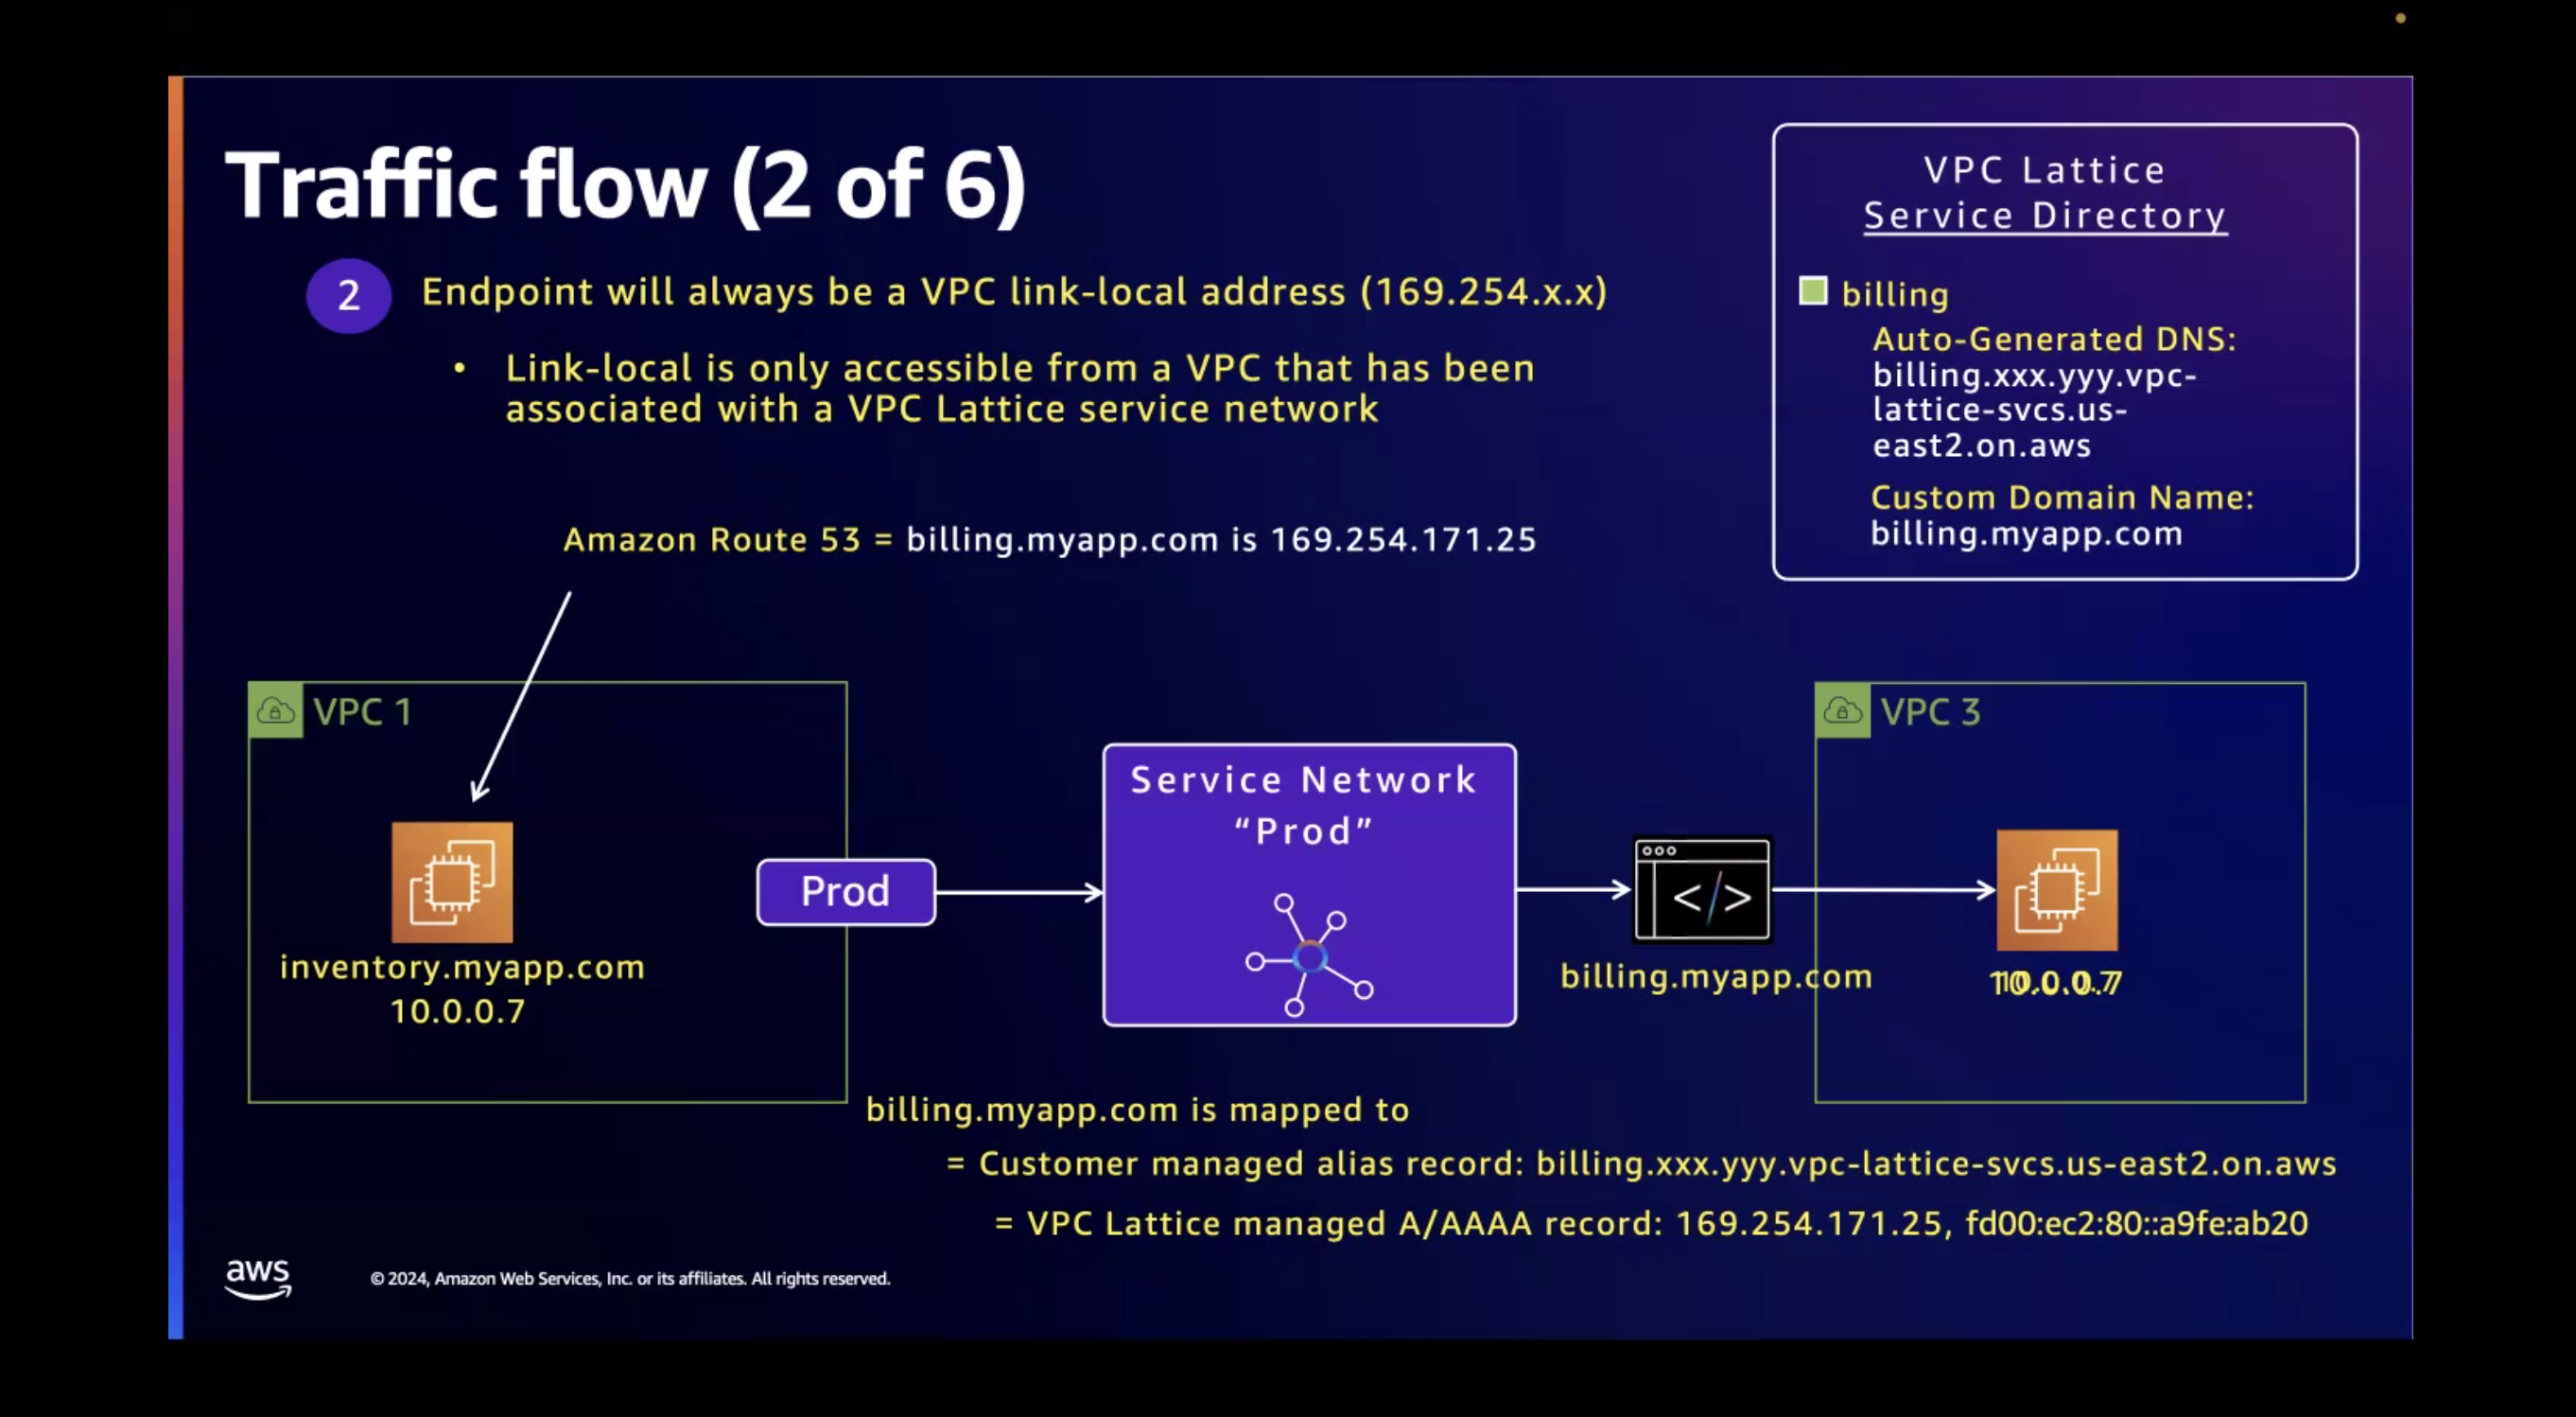 Traffic flow (2 of 6)
2
Endpoint will always be a VPC link-local address (169.254.x.x)
• Link-local is only accessible from a VPC that has been
associated with a VPC Lattice service network
VPC Lattice
Service Directory
billing
Auto-Generated DNS:
billing.xxx.yyy.vpc-
lattice-svcs.us-
east2.on.aws
Custom Domain Name:
billing.myapp.com
Amazon Route 53 = billing.myapp.com is 169.254.171.25
VPC 1
inventory.myapp.com
10.0.0.7
Prod
Service Network
“Prod”
</>
billing.myapp.com
VPC 3
10.0.0.7
billing.myapp.com is mapped to
= Customer managed alias record: billing.xxx.yyy.vpc-lattice-svcs.us-east2.on.aws
= VPC Lattice managed A/AAAA record: 169.254.171.25, fd00:ec2:80::a9fe:ab20
aws
© 2024, Amazon Web Services, Inc. or its affiliates. All rights reserved.